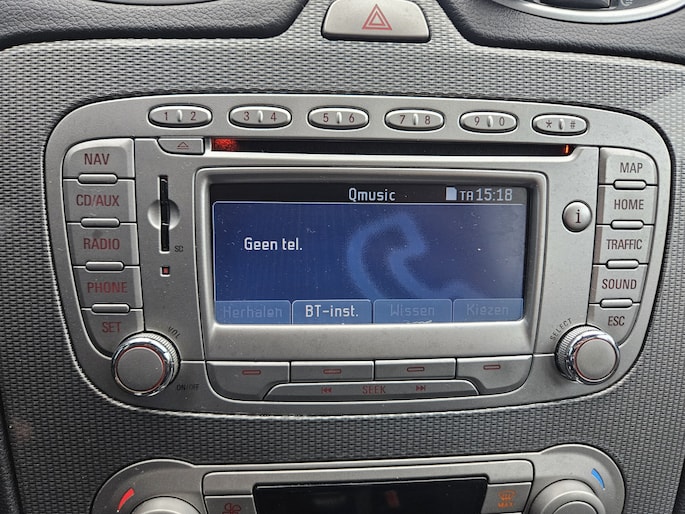 1 2 3 4 5 6 7 8 9 0 * #
NAV
CD/AUX
RADIO
PHONE
SET
SD
VOL
ON/OFF
Qmusic TA 15:18
Geen tel.
Herhalen BT-inst. Wissen Kiezen
SEEK
i
MAP
HOME
TRAFFIC
SOUND
ESC
SELECT